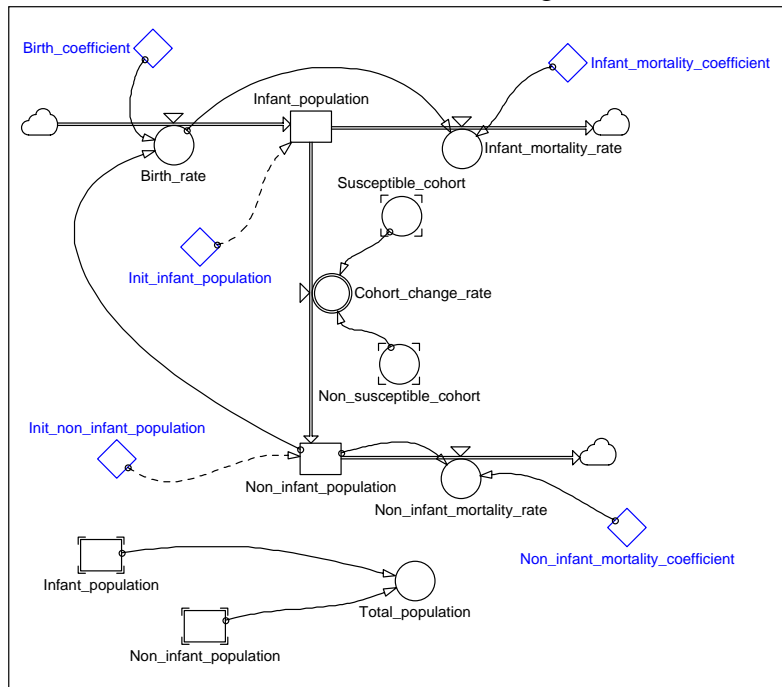 Birth_coefficient
Infant_mortality_coefficient
Infant_population
Infant_mortality_rate
Birth_rate
Susceptible_cohort
Init_infant_population
Cohort_change_rate
Non_susceptible_cohort
Init_non_infant_population
Non_infant_population
Non_infant_mortality_rate
Non_infant_mortality_coefficient
Infant_population
Total_population
Non_infant_population